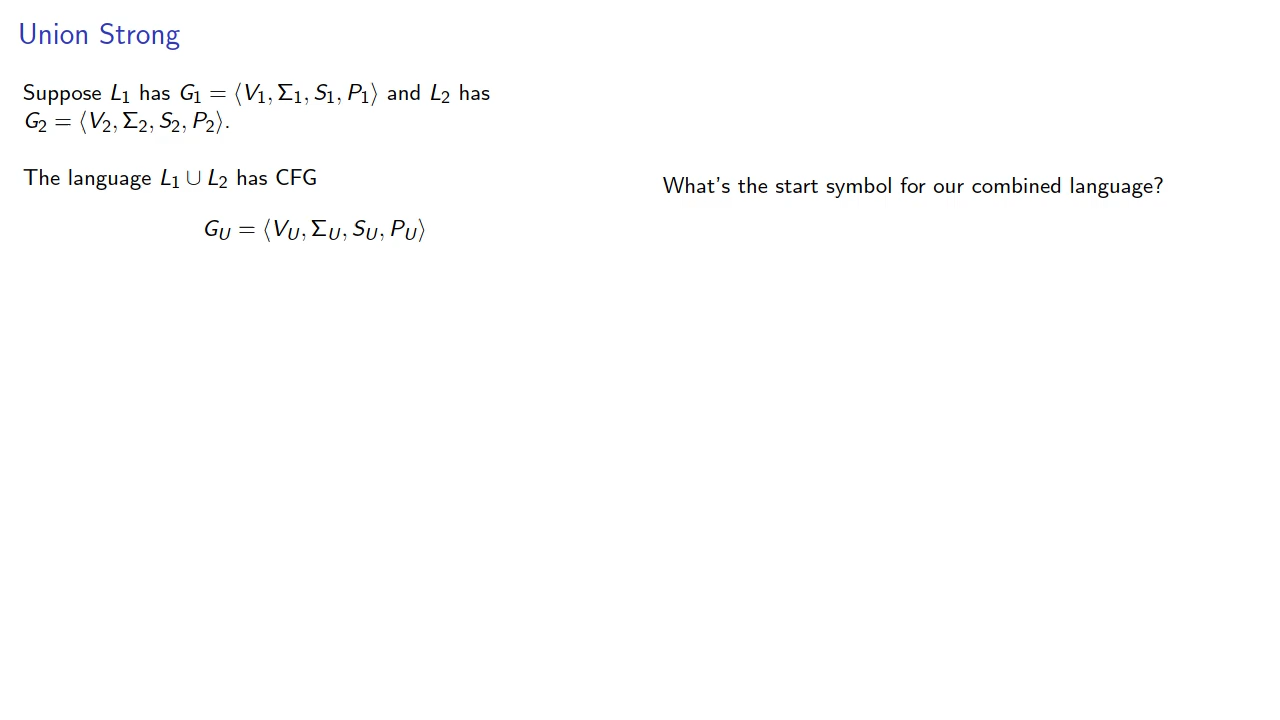 Union Strong
Suppose L₁ has G₁ = ⟨V₁, Σ₁, S₁, P₁⟩ and L₂ has
G₂ = ⟨V₂, Σ₂, S₂, P₂⟩.
The language L₁ ∪ L₂ has CFG
What's the start symbol for our combined language?
G_U = ⟨V_U, Σ_U, S_U, P_U⟩